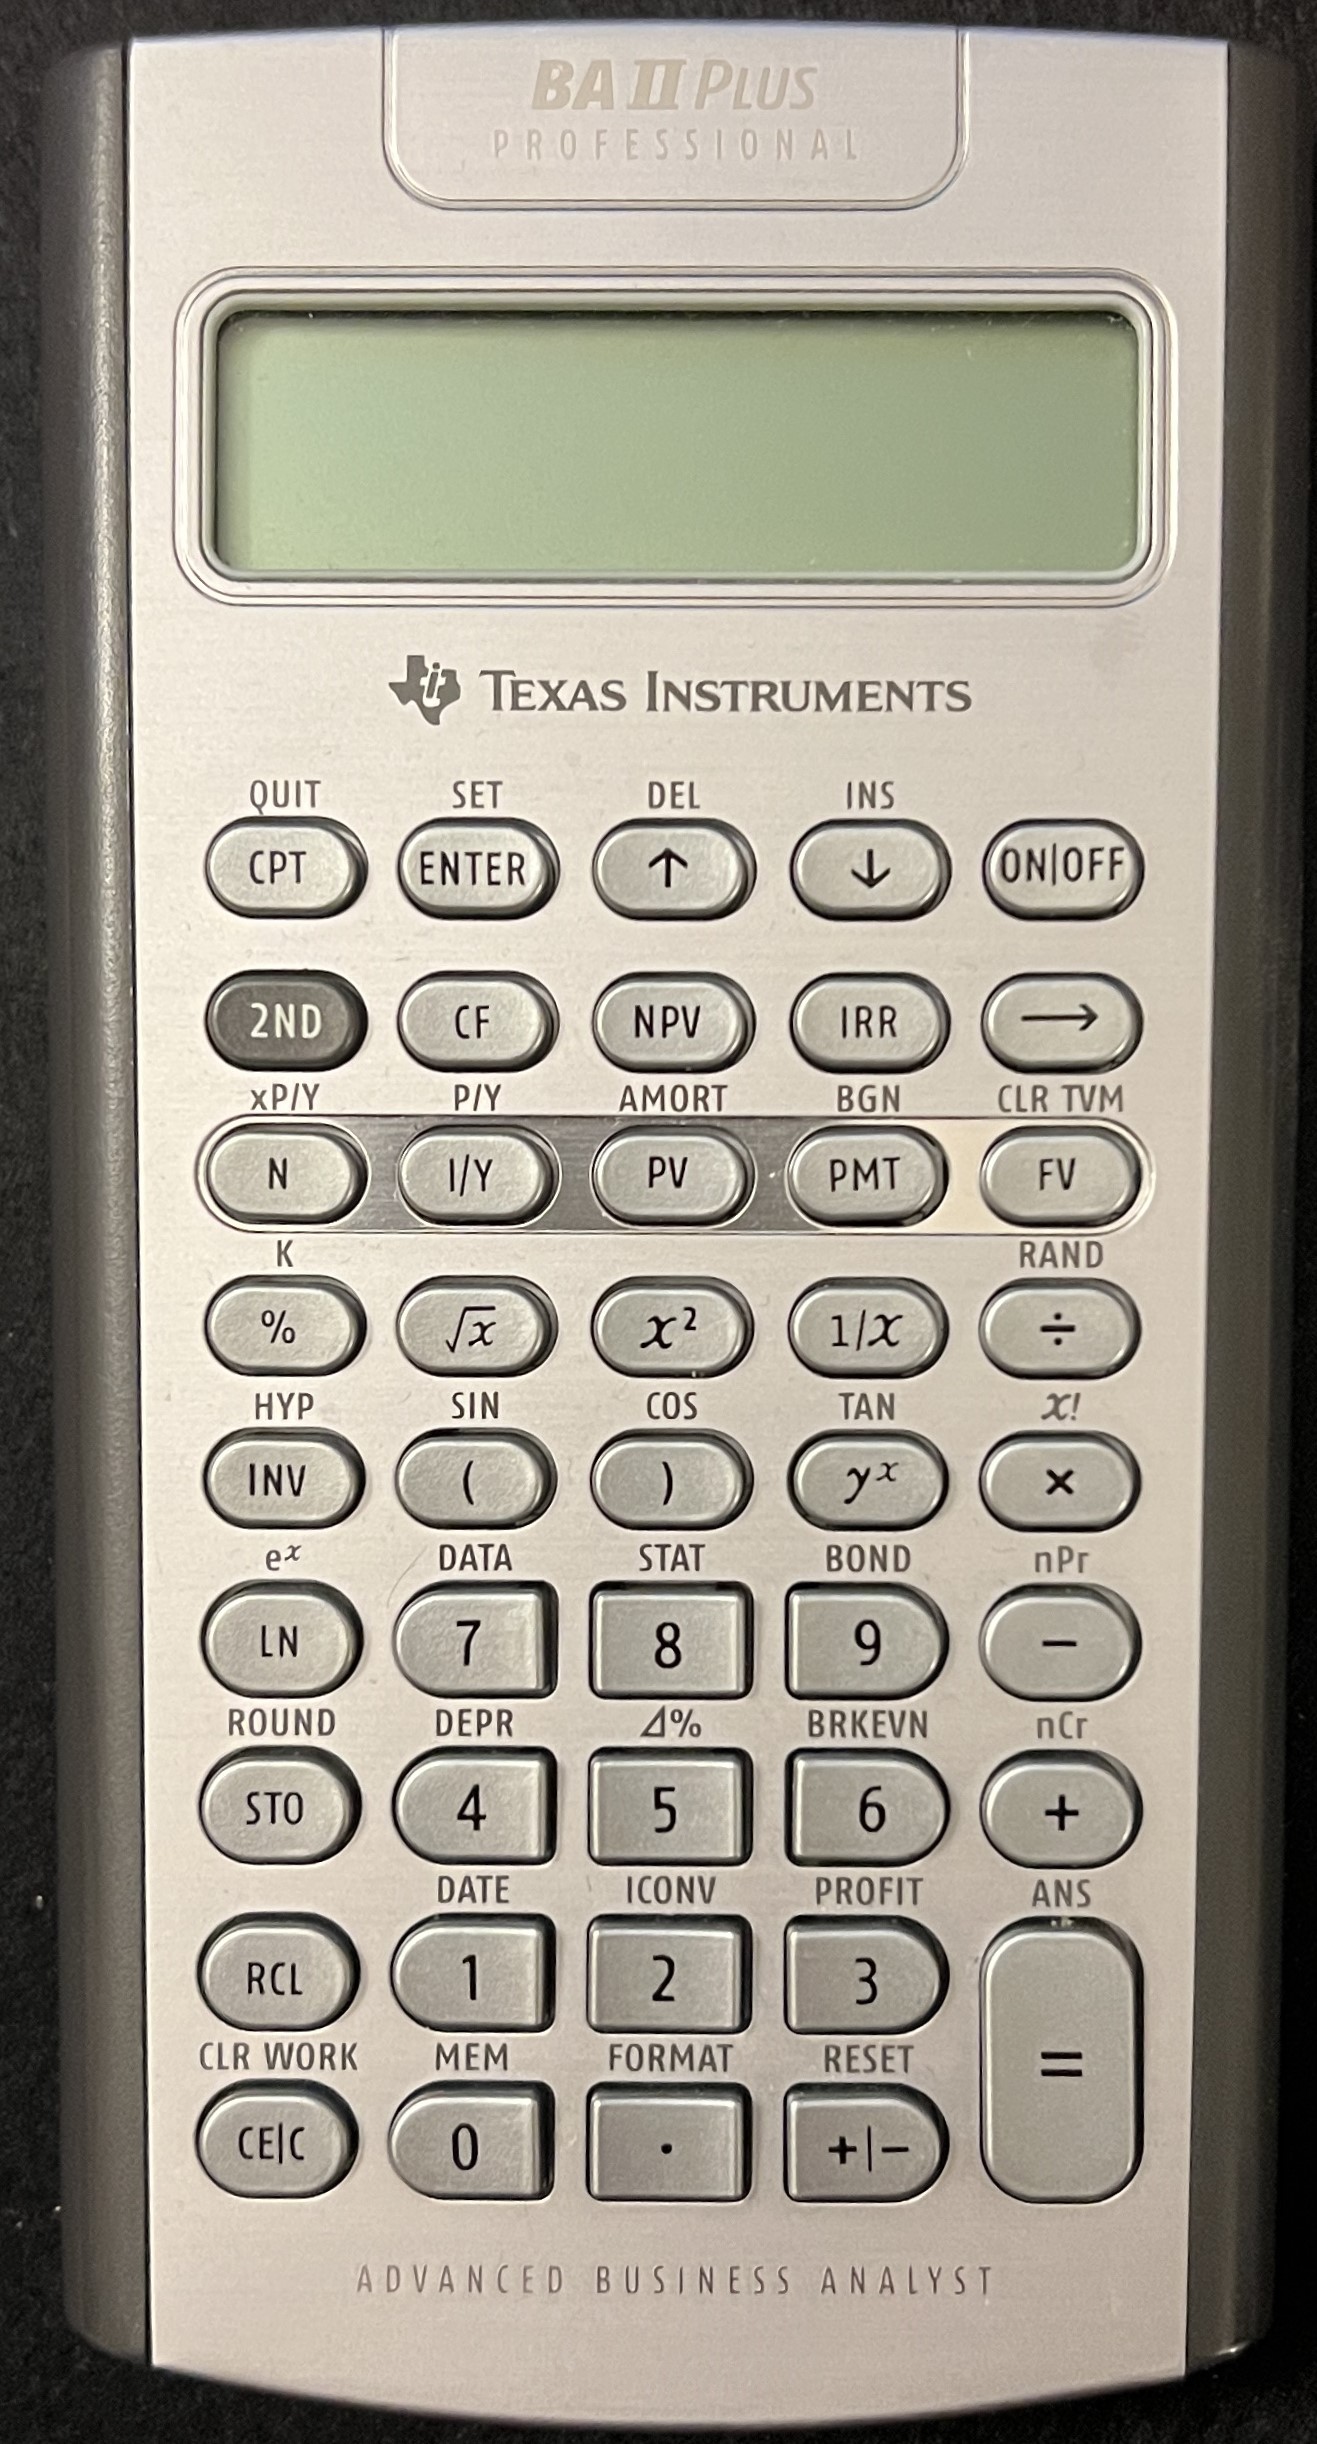 BA II PLUS
PROFESSIONAL
TEXAS INSTRUMENTS
QUIT SET DEL INS
CPT ENTER ↑ ↓ ON|OFF
2ND CF NPV IRR →
xP/Y P/Y AMORT BGN CLR TVM
N I/Y PV PMT FV
K RAND
% √x x² 1/x ÷
HYP SIN COS TAN x!
INV ( ) yˣ ×
eˣ DATA STAT BOND nPr
LN 7 8 9 −
ROUND DEPR Δ% BRKEVN nCr
STO 4 5 6 +
DATE ICONV PROFIT ANS
RCL 1 2 3 =
CLR WORK MEM FORMAT RESET
CE|C 0 . +|−
ADVANCED BUSINESS ANALYST